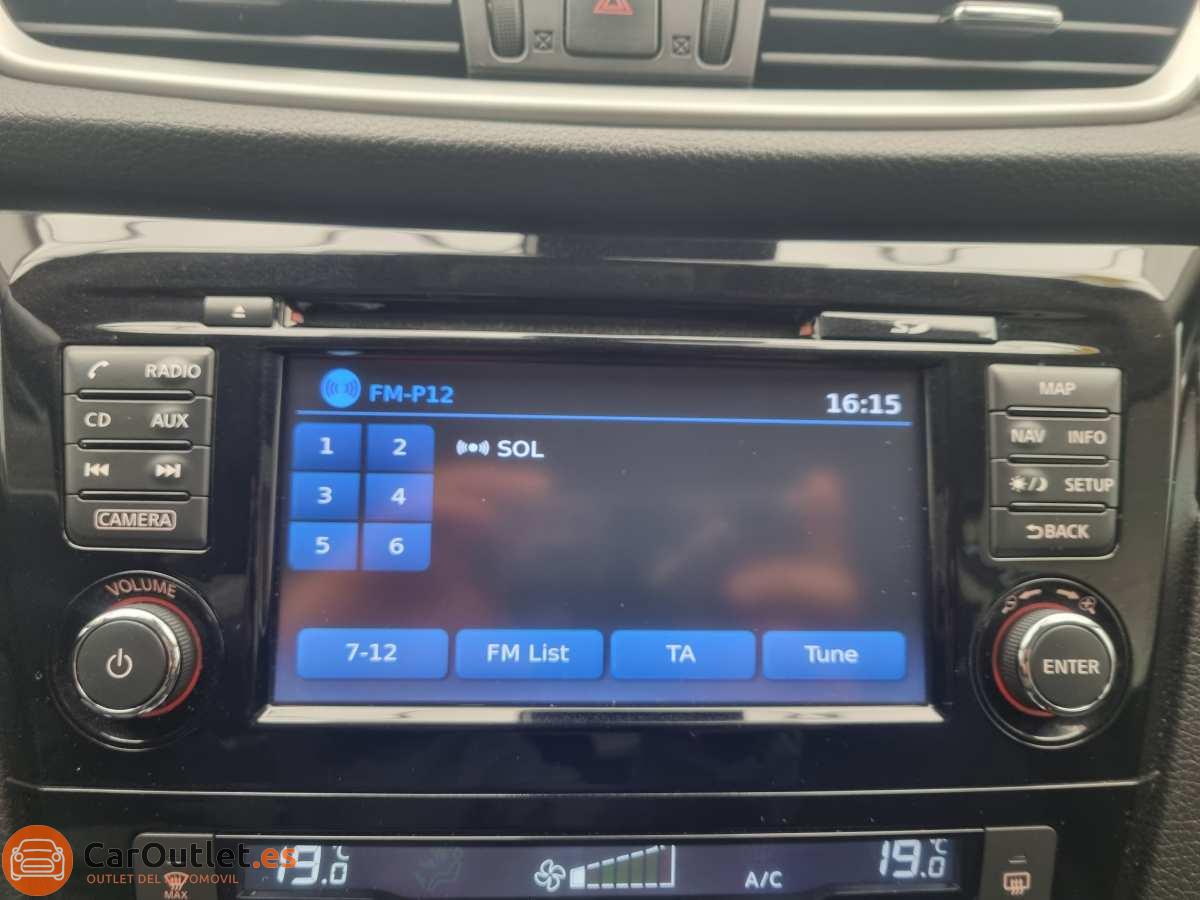 SD
RADIO
CD AUX
CAMERA
VOLUME
FM-P12
16:15
1 2
SOL
3 4
5 6
7-12 FM List TA Tune
MAP
NAV INFO
SETUP
BACK
ENTER
19.0 °C
A/C
19.0 °C
MAX
CarOutlet.es
OUTLET DEL AUTOMOVIL